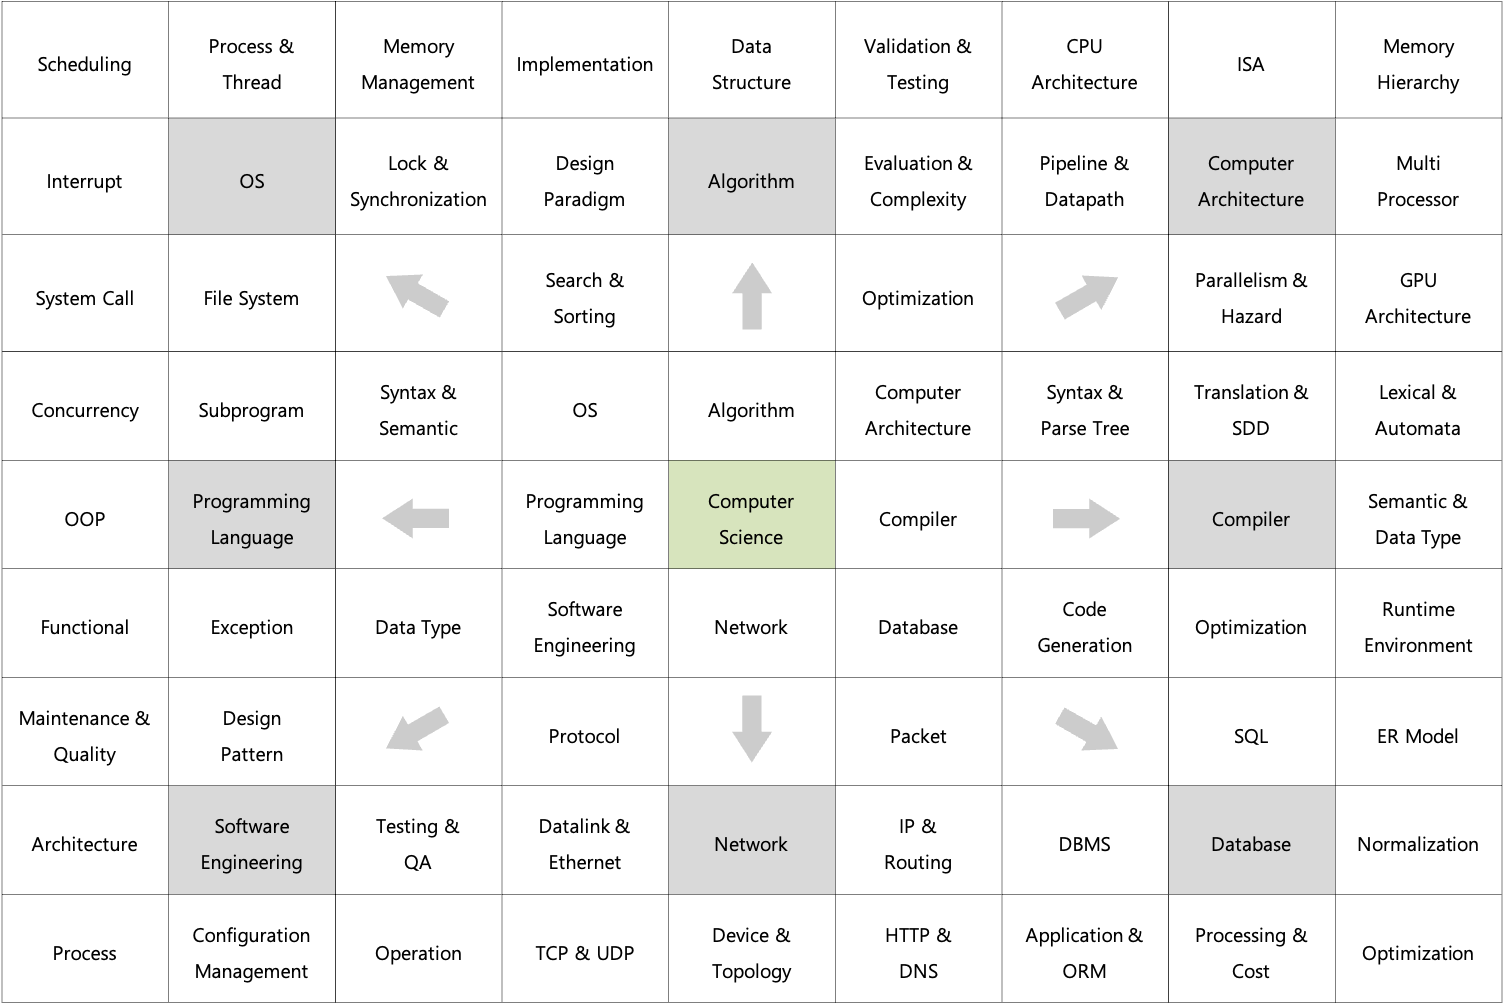 Scheduling
Process &
Thread
Memory
Management
Implementation
Data
Structure
Validation &
Testing
CPU
Architecture
ISA
Memory
Hierarchy
Interrupt
OS
Lock &
Synchronization
Design
Paradigm
Algorithm
Evaluation &
Complexity
Pipeline &
Datapath
Computer
Architecture
Multi
Processor
System Call
File System
Search &
Sorting
Optimization
Parallelism &
Hazard
GPU
Architecture
Concurrency
Subprogram
Syntax &
Semantic
OS
Algorithm
Computer
Architecture
Syntax &
Parse Tree
Translation &
SDD
Lexical &
Automata
OOP
Programming
Language
Programming
Language
Computer
Science
Compiler
Compiler
Semantic &
Data Type
Functional
Exception
Data Type
Software
Engineering
Network
Database
Code
Generation
Optimization
Runtime
Environment
Maintenance &
Quality
Design
Pattern
Protocol
Packet
SQL
ER Model
Architecture
Software
Engineering
Testing &
QA
Datalink &
Ethernet
Network
IP &
Routing
DBMS
Database
Normalization
Process
Configuration
Management
Operation
TCP & UDP
Device &
Topology
HTTP &
DNS
Application &
ORM
Processing &
Cost
Optimization